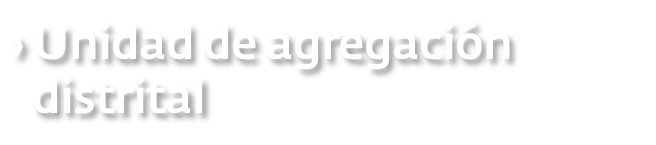 › Unidad de agregación
distrital